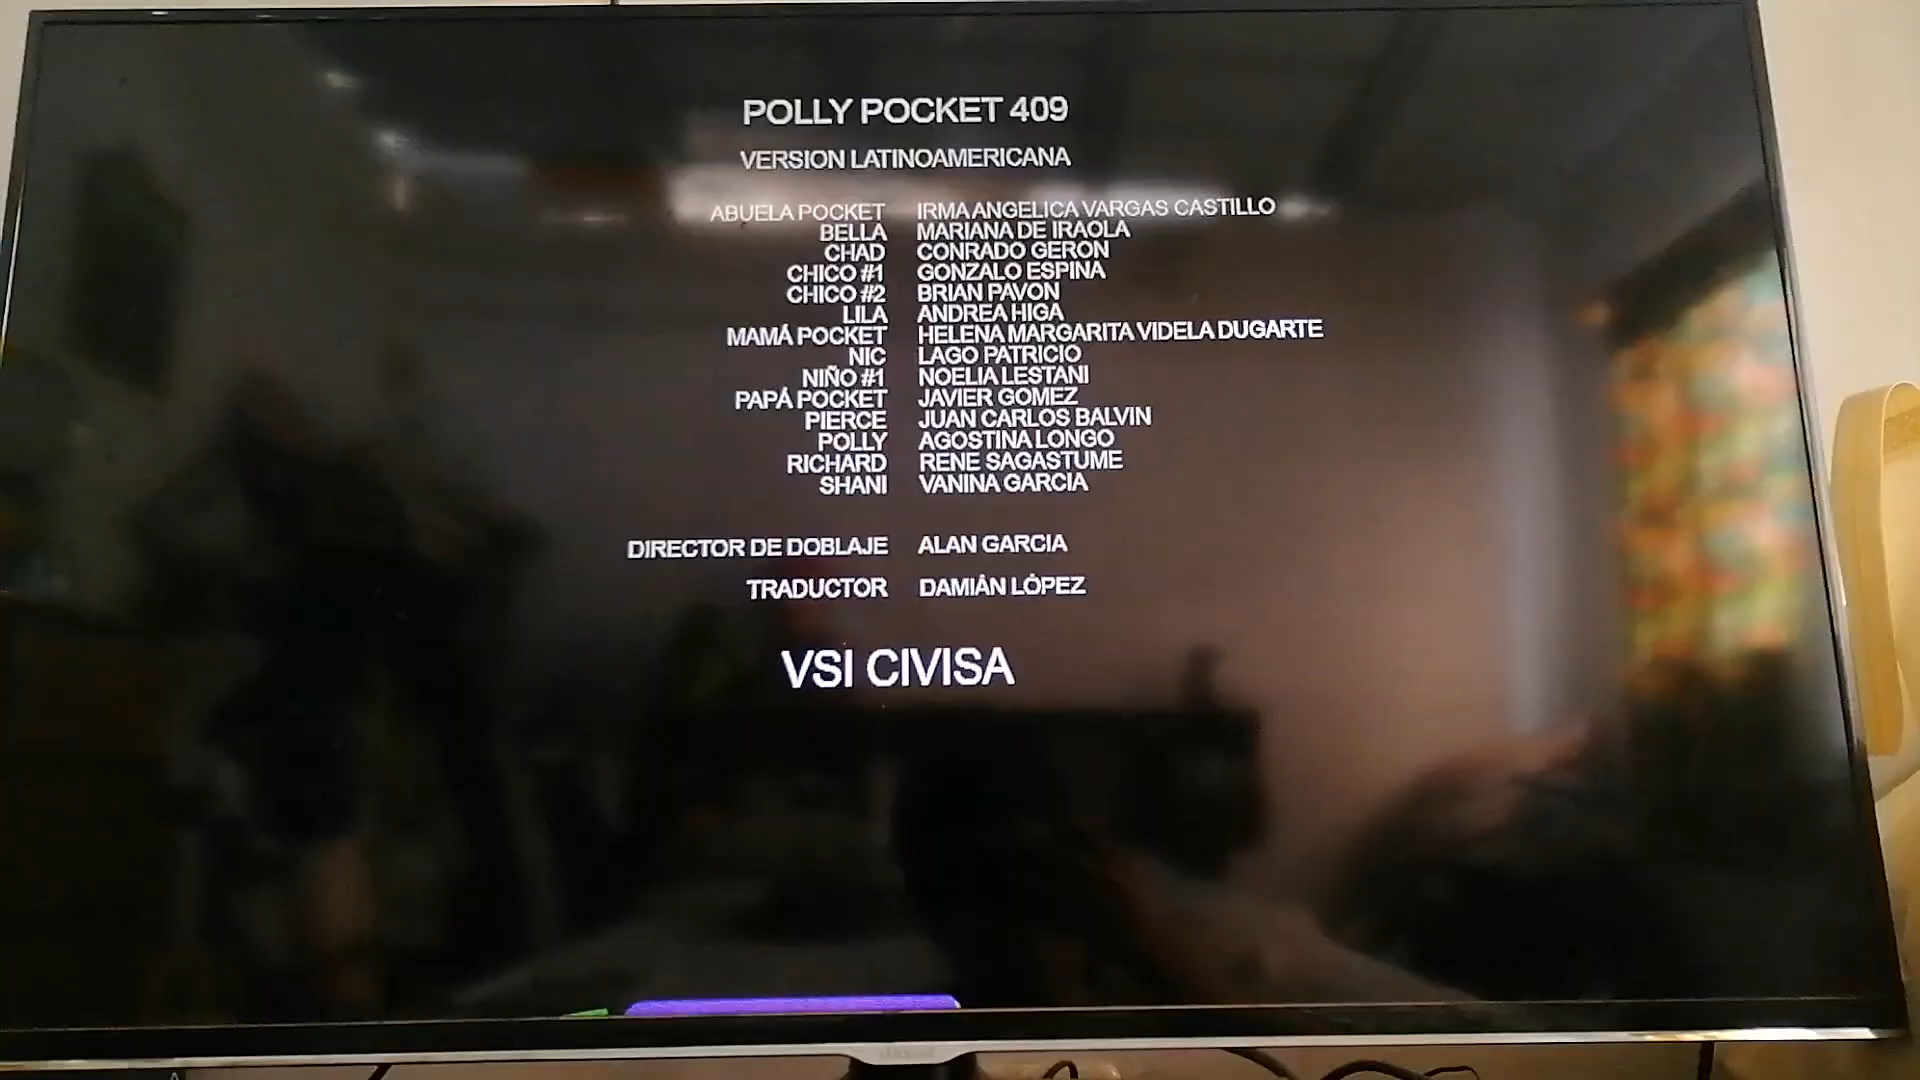 POLLY POCKET 409
VERSION LATINOAMERICANA
ABUELA POCKET IRMA ANGELICA VARGAS CASTILLO
BELLA MARIANA DE IRAOLA
CHAD CONRADO GERON
CHICO #1 GONZALO ESPINA
CHICO #2 BRIAN PAVON
LILA ANDREA HIGA
MAMÁ POCKET HELENA MARGARITA VIDELA DUGARTE
NIC LAGO PATRICIO
NIÑO #1 NOELIA LESTANI
PAPÁ POCKET JAVIER GOMEZ
PIERCE JUAN CARLOS BALVIN
POLLY AGOSTINA LONGO
RICHARD RENE SAGASTUME
SHANI VANINA GARCIA
DIRECTOR DE DOBLAJE ALAN GARCIA
TRADUCTOR DAMIÁN LÓPEZ
VSI CIVISA